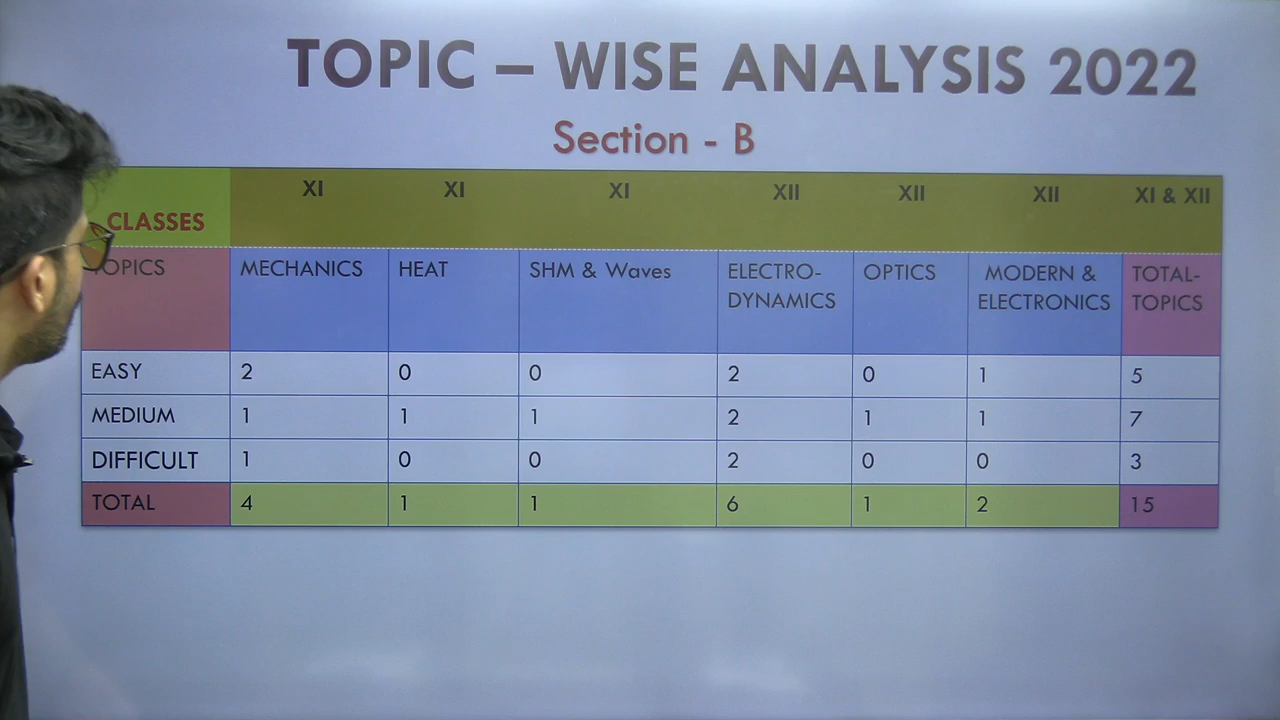 TOPIC – WISE ANALYSIS 2022
Section - B
CLASSES XI XI XI XII XII XII XI & XII
OPICS MECHANICS HEAT SHM & Waves ELECTRO- DYNAMICS OPTICS MODERN & ELECTRONICS TOTAL- TOPICS
EASY 2 0 0 2 0 1 5
MEDIUM 1 1 1 2 1 1 7
DIFFICULT 1 0 0 2 0 0 3
TOTAL 4 1 1 6 1 2 15